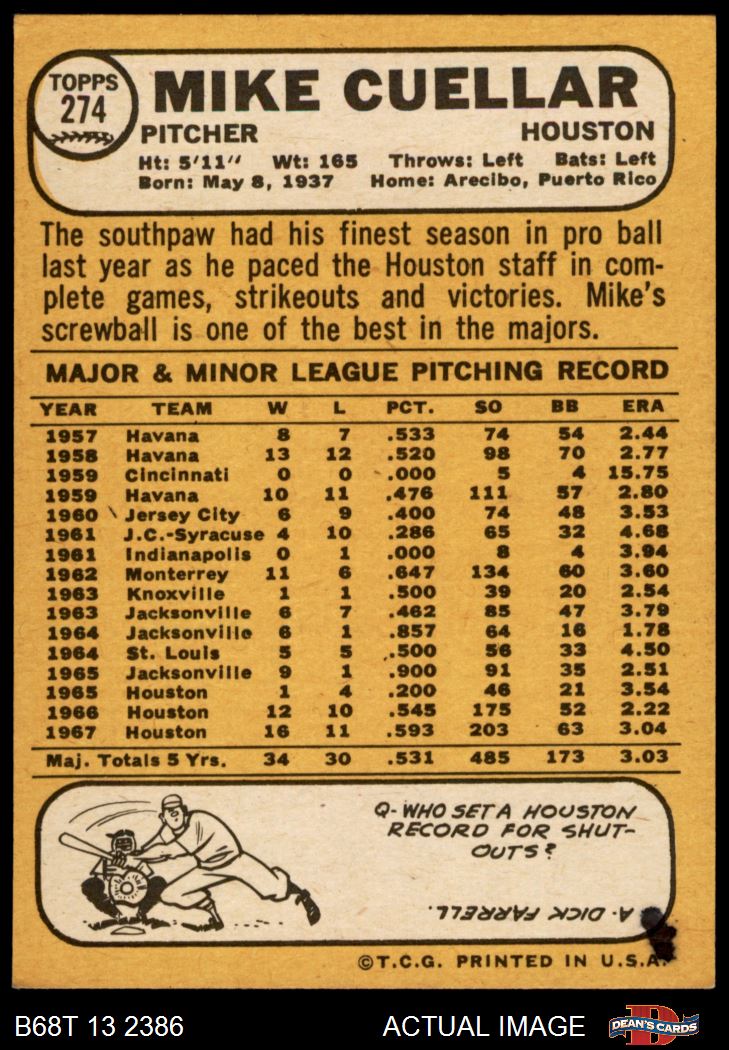 TOPPS
274
MIKE CUELLAR
PITCHER HOUSTON
Ht: 5'11" Wt: 165 Throws: Left Bats: Left
Born: May 8, 1937 Home: Arecibo, Puerto Rico
The southpaw had his finest season in pro ball
last year as he paced the Houston staff in com-
plete games, strikeouts and victories. Mike's
screwball is one of the best in the majors.
MAJOR & MINOR LEAGUE PITCHING RECORD
YEAR TEAM W L PCT. SO BB ERA
1957 Havana 8 7 .533 74 54 2.44
1958 Havana 13 12 .520 98 70 2.77
1959 Cincinnati 0 0 .000 5 4 15.75
1959 Havana 10 11 .476 111 57 2.80
1960 Jersey City 6 9 .400 74 48 3.53
1961 J.C.-Syracuse 4 10 .286 65 32 4.68
1961 Indianapolis 0 1 .000 8 4 3.94
1962 Monterrey 11 6 .647 134 60 3.60
1963 Knoxville 1 1 .500 39 20 2.54
1963 Jacksonville 6 7 .462 85 47 3.79
1964 Jacksonville 6 1 .857 64 16 1.78
1964 St. Louis 5 5 .500 56 33 4.50
1965 Jacksonville 9 1 .900 91 35 2.51
1965 Houston 1 4 .200 46 21 3.54
1966 Houston 12 10 .545 175 52 2.22
1967 Houston 16 11 .593 203 63 3.04
Maj. Totals 5 Yrs. 34 30 .531 485 173 3.03
Q- WHO SET A HOUSTON
RECORD FOR SHUT-
OUTS?
A. DICK FARRELL.
©T.C.G. PRINTED IN U.S.A.
B68T 13 2386 ACTUAL IMAGE D DEAN'S CARDS